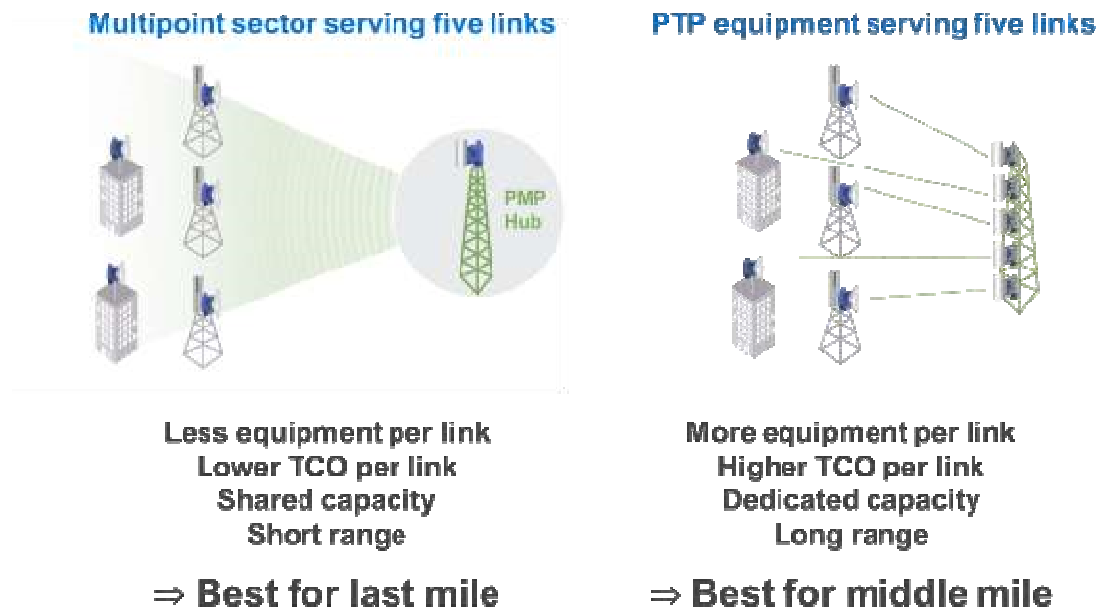 Multipoint sector serving five links
PMP
Hub
Less equipment per link
Lower TCO per link
Shared capacity
Short range
⇒ Best for last mile
PTP equipment serving five links
More equipment per link
Higher TCO per link
Dedicated capacity
Long range
⇒ Best for middle mile